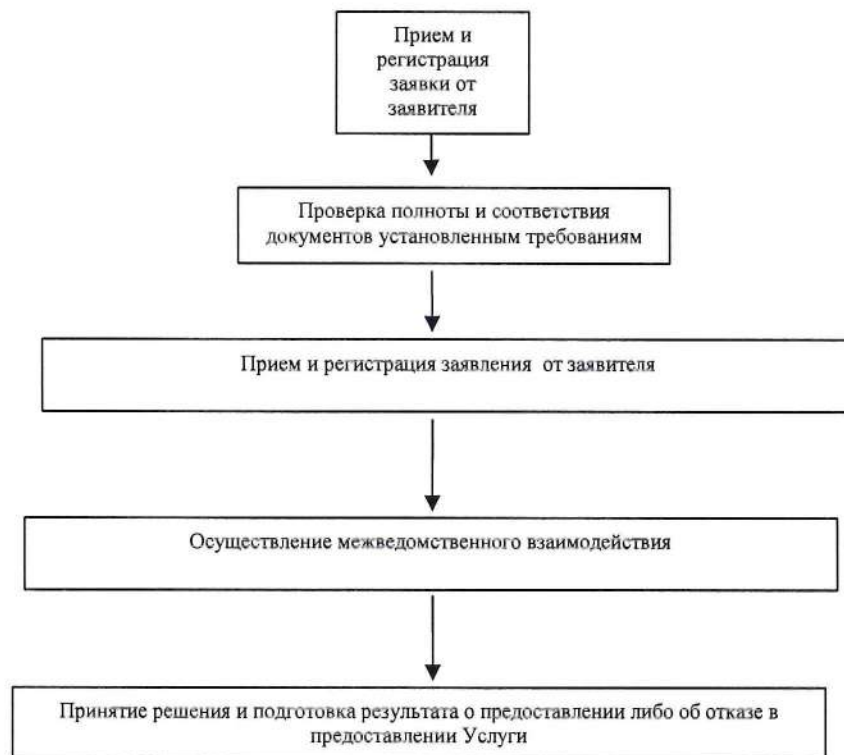 Прием и
регистрация
заявки от
заявителя
Проверка полноты и соответствия
документов установленным требованиям
Прием и регистрация заявления от заявителя
Осуществление межведомственного взаимодействия
Принятие решения и подготовка результата о предоставлении либо об отказе в
предоставлении Услуги